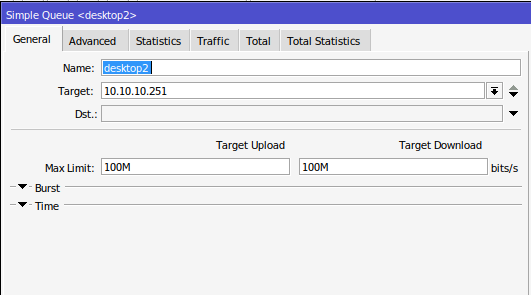 Simple Queue <desktop2>
General Advanced Statistics Traffic Total Total Statistics
Name: desktop2
Target: 10.10.10.251
Dst.:
Target Upload Target Download
Max Limit: 100M 100M bits/s
Burst
Time